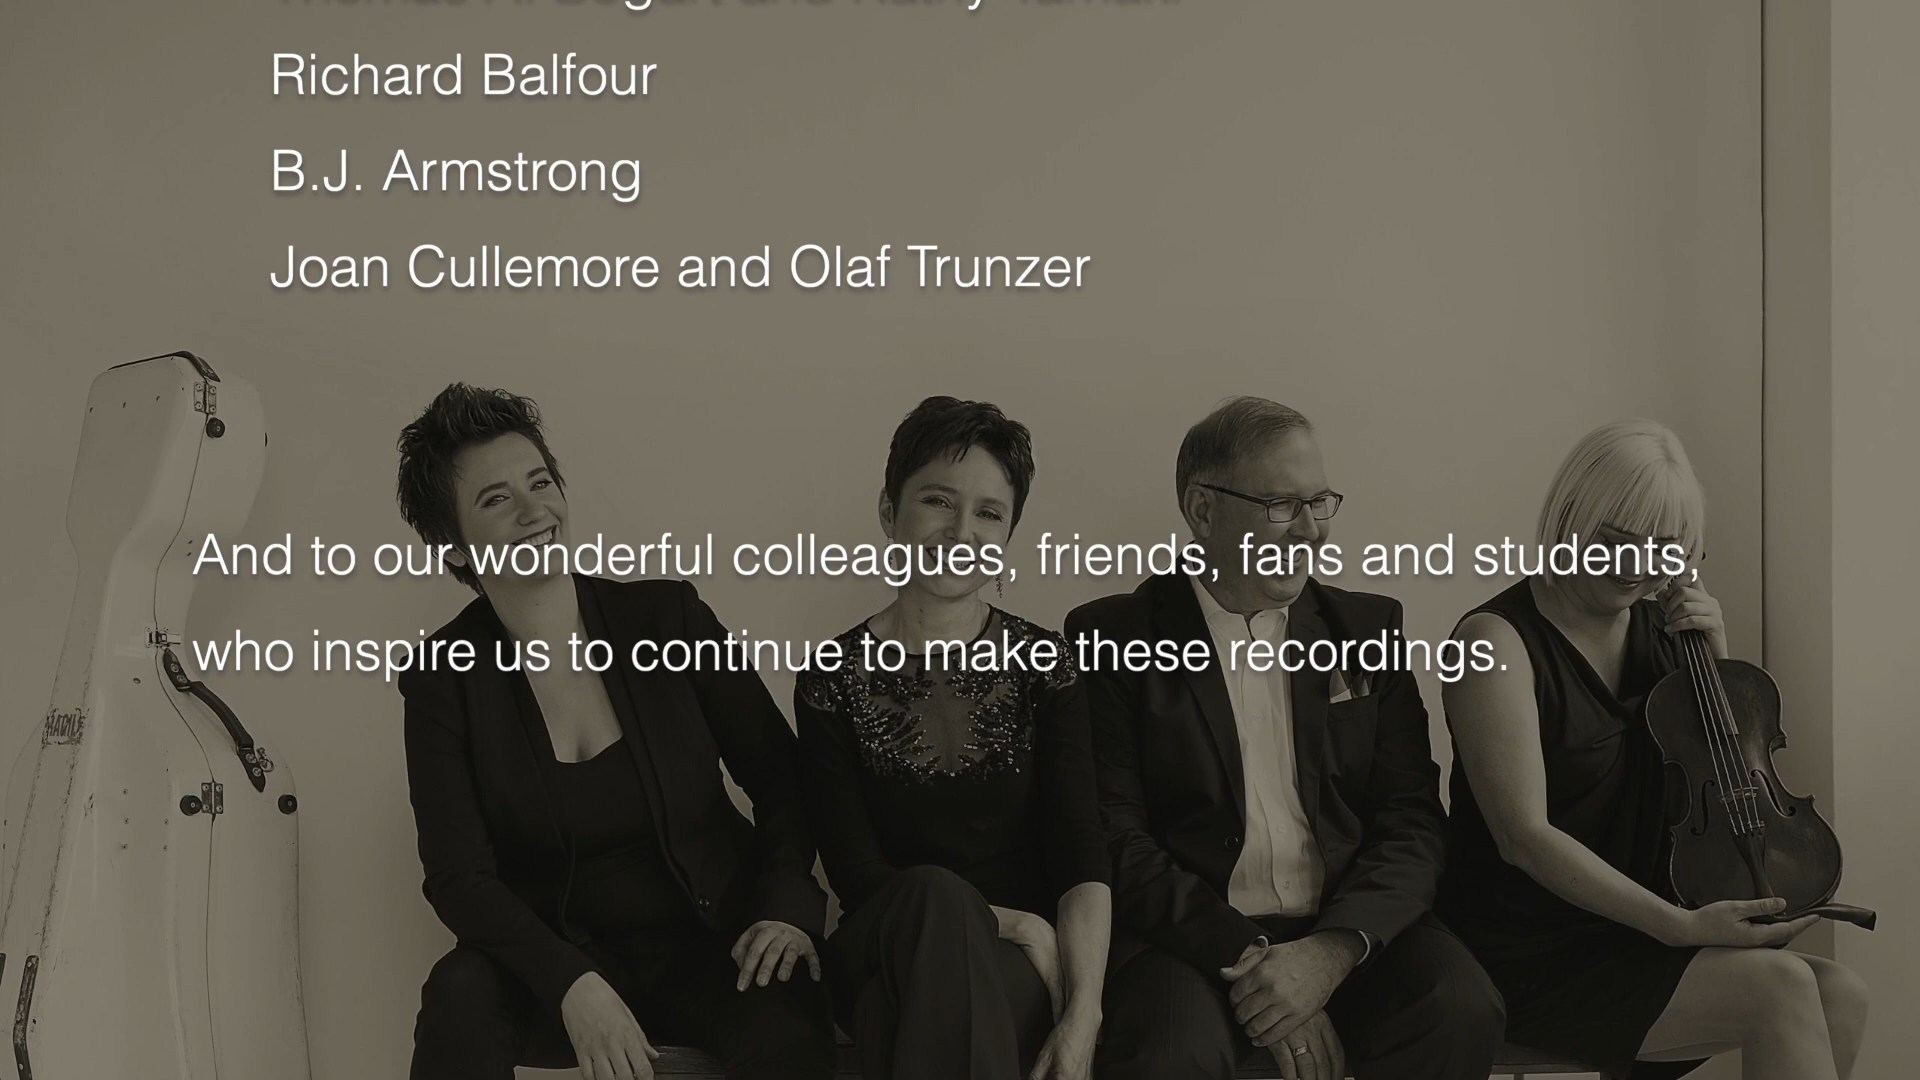 Richard Balfour
B.J. Armstrong
Joan Cullemore and Olaf Trunzer
And to our wonderful colleagues, friends, fans and students,
who inspire us to continue to make these recordings.